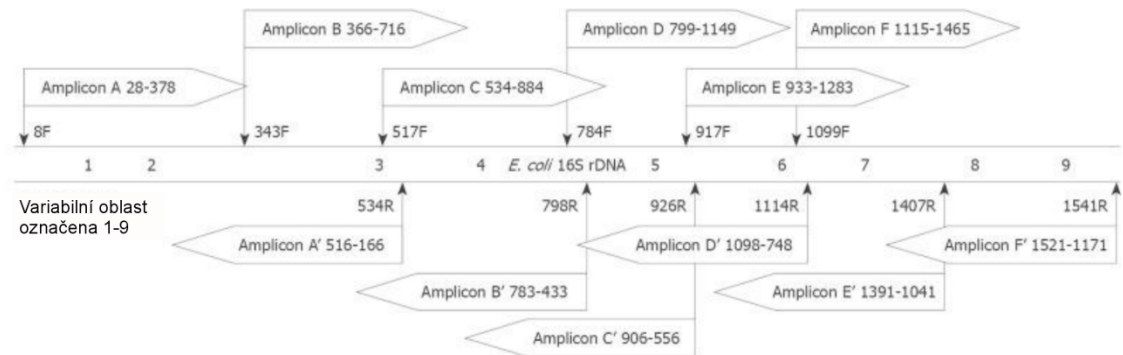 Amplicon B 366-716
Amplicon D 799-1149
Amplicon F 1115-1465
Amplicon A 28-378
Amplicon C 534-884
Amplicon E 933-1283
8F
343F
517F
784F
917F
1099F
1 2 3 4 E. coli 16S rDNA 5 6 7 8 9
Variabilní oblast
označena 1-9
534R
798R
926R
1114R
1407R
1541R
Amplicon A′ 516-166
Amplicon D′ 1098-748
Amplicon F′ 1521-1171
Amplicon B′ 783-433
Amplicon E′ 1391-1041
Amplicon C′ 906-556